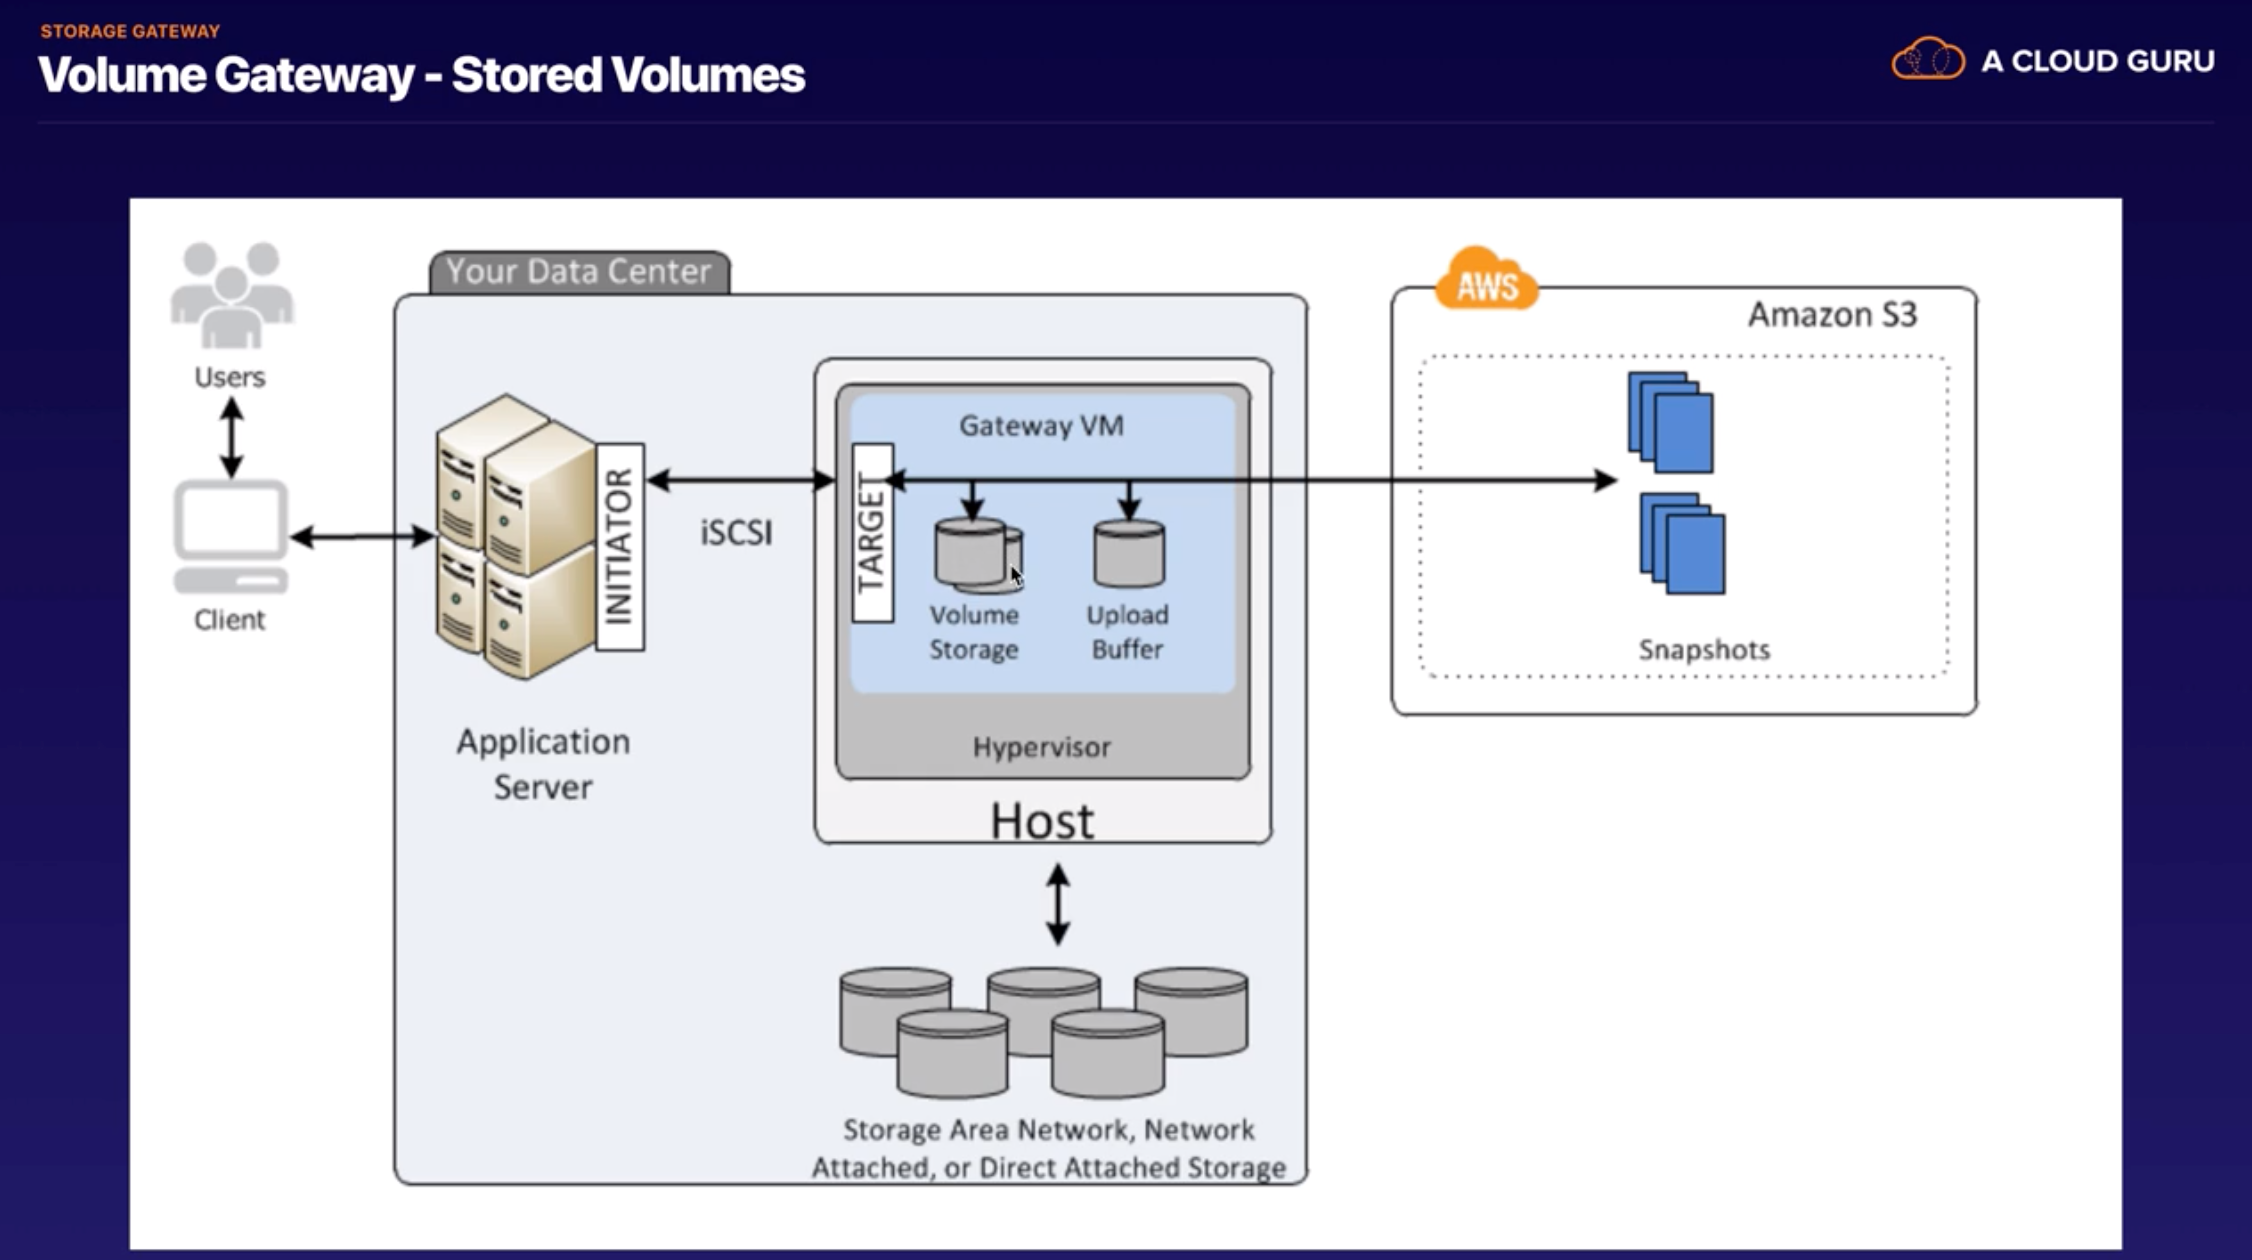 STORAGE GATEWAY
Volume Gateway - Stored Volumes
A CLOUD GURU
Users
Client
Your Data Center
Application
Server
INITIATOR
iSCSI
TARGET
Gateway VM
Volume
Storage
Upload
Buffer
Hypervisor
Host
Storage Area Network, Network
Attached, or Direct Attached Storage
AWS
Amazon S3
Snapshots